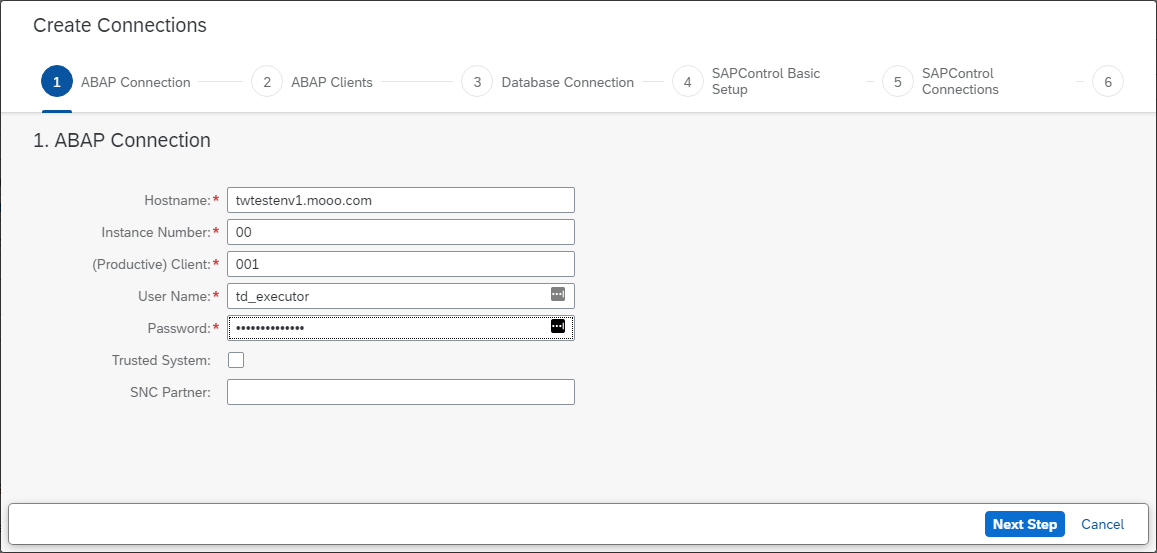 Create Connections
1 ABAP Connection 2 ABAP Clients 3 Database Connection 4 SAPControl Basic Setup 5 SAPControl Connections 6
1. ABAP Connection
Hostname:* twtestenv1.mooo.com
Instance Number:* 00
(Productive) Client:* 001
User Name:* td_executor
Password:* ••••••••••••••
Trusted System:
SNC Partner:
Next Step Cancel